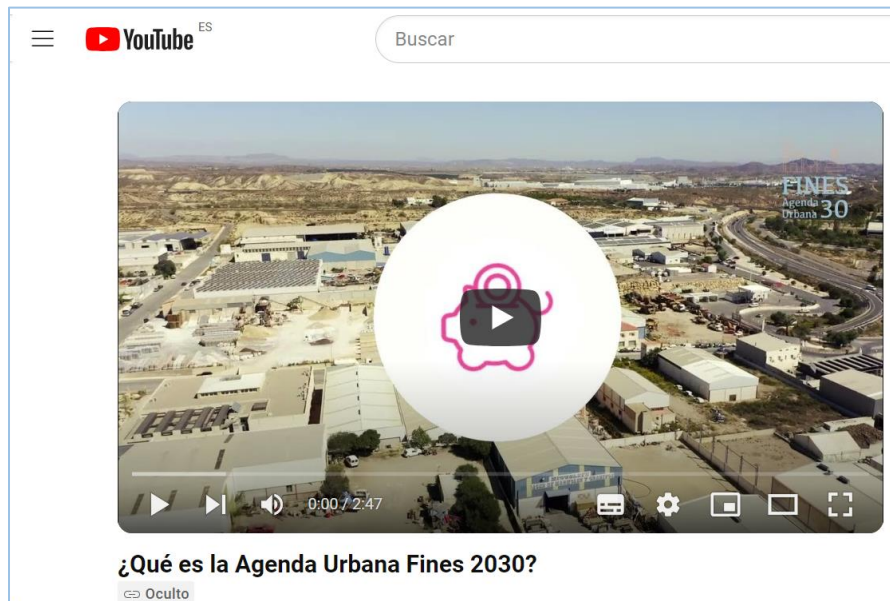 YouTube ES
Buscar
FINES
Agenda
Urbana 30
0:00 / 2:47
¿Qué es la Agenda Urbana Fines 2030?
Oculto